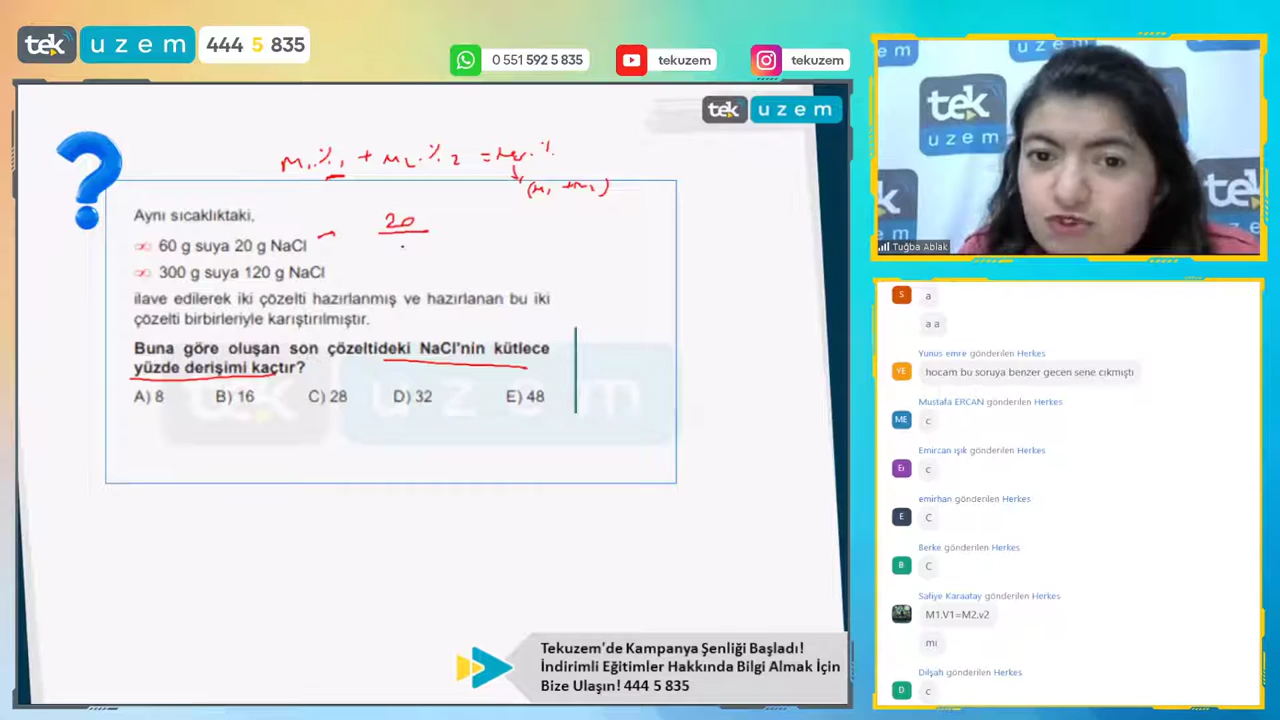 tek uzem 444 5 835
0 551 592 5 835
tekuzem
tekuzem
tek uzem
20
Aynı sıcaklıktaki,
60 g suya 20 g NaCl
300 g suya 120 g NaCl
ilave edilerek iki çözelti hazırlanmış ve hazırlanan bu iki
çözelti birbirleriyle karıştırılmıştır.
Buna göre oluşan son çözeltideki NaCl'nin kütlece
yüzde derişimi kaçtır?
A) 8 B) 16 C) 28 D) 32 E) 48
Tekuzem'de Kampanya Şenliği Başladı!
İndirimli Eğitimler Hakkında Bilgi Almak İçin
Bize Ulaşın! 444 5 835
tek uzem
Tuğba Ablak
S
a
a a
Yunus emre gönderilen Herkes
YE
hocam bu soruya benzer gecen sene cıkmıştı
Mustafa ERCAN gönderilen Herkes
ME
c
Emircan ışık gönderilen Herkes
Eı
c
emirhan gönderilen Herkes
E
C
Berke gönderilen Herkes
B
C
Safiye Karaatay gönderilen Herkes
M1.V1=M2.v2
mı
Dilşah gönderilen Herkes
D
c